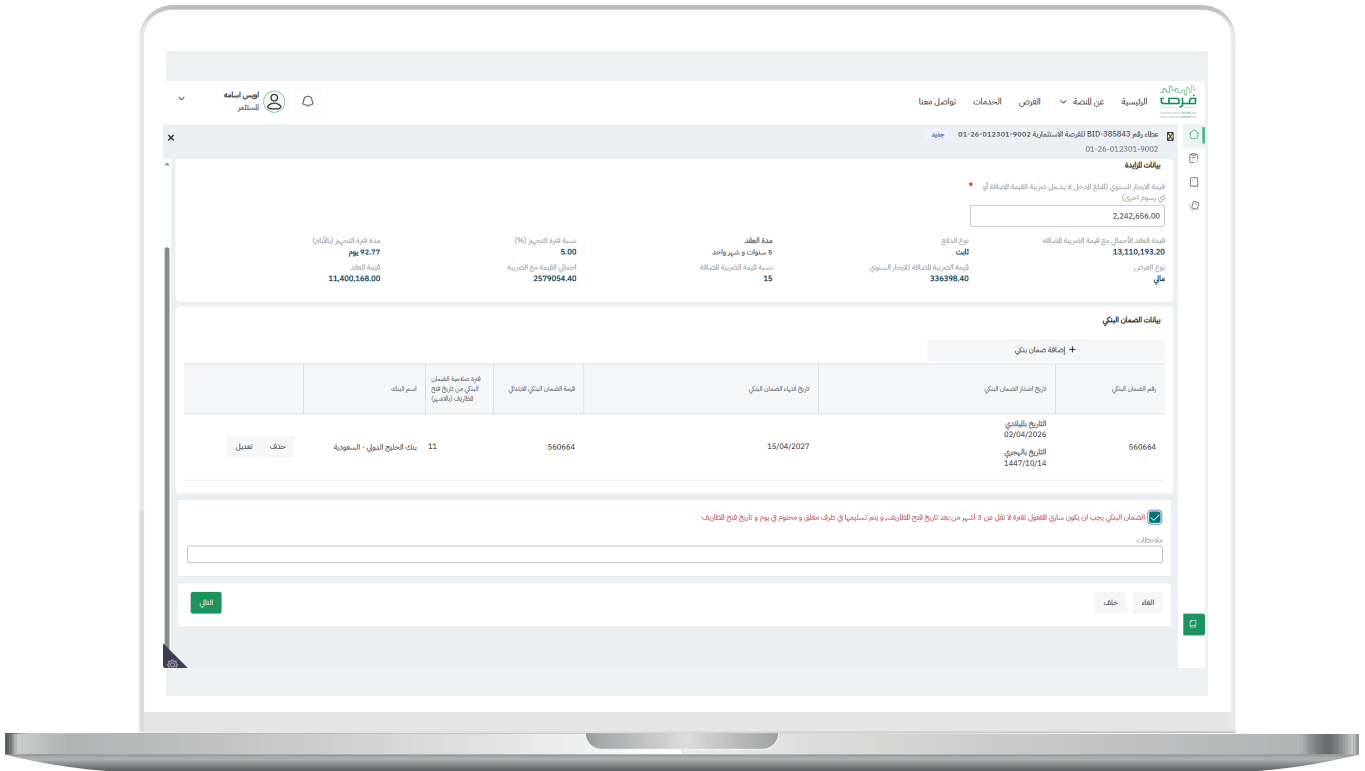 فرص
الرئيسية
عن المنصة
الفرص
الخدمات
تواصل معنا
اويس اسامه
المستثمر
عطاء رقم BID-385843 للفرصة الاستثمارية 9002-012301-26-01
جديد
01-26-012301-9002
بيانات المزايدة
قيمة الايجار السنوي (المبلغ المدخل لا يشمل ضريبة القيمة المضافة أو
اي رسوم اخرى) *
2,242,656.00
قيمة العقد الأجمالي مع قيمة الضريبة المضافه
13,110,193.20
نوع الدفع
ثابت
مدة العقد
5 سنوات و شهر واحد
نسبة فترة التجهيز (%)
5.00
مدة فترة التجهيز (بالأيام)
92.77 يوم
نوع العرض
مالي
قيمة الضريبة المضافة للايجار السنوي
336398.40
نسبة قيمة الضريبة المضافة
15
اجمالي القيمة مع الضريبة
2579054.40
قيمة العقد
11,400,168.00
بيانات الضمان البنكي
+ إضافة ضمان بنكي
رقم الضمان البنكي
تاريخ اصدار الضمان البنكي
تاريخ انتهاء الضمان البنكي
قيمة الضمان البنكي الابتدائي
فترة صلاحية الضمان
البنكي من تاريخ فتح
المظاريف (بالاشهر)
اسم البنك
560664
التاريخ بالميلادي
02/04/2026
التاريخ بالهجري
1447/10/14
15/04/2027
560664
11
بنك الخليج الدولي - السعودية
حذف
تعديل
الضمان البنكي يجب ان يكون ساري المفعول لفترة لا تقل عن 3 اشهر من بعد تاريخ فتح المظاريف, و يتم تسليمها في ظرف مغلق و مختوم في يوم و تاريخ فتح المظاريف
ملاحظات
الغاء
خلف
التالي